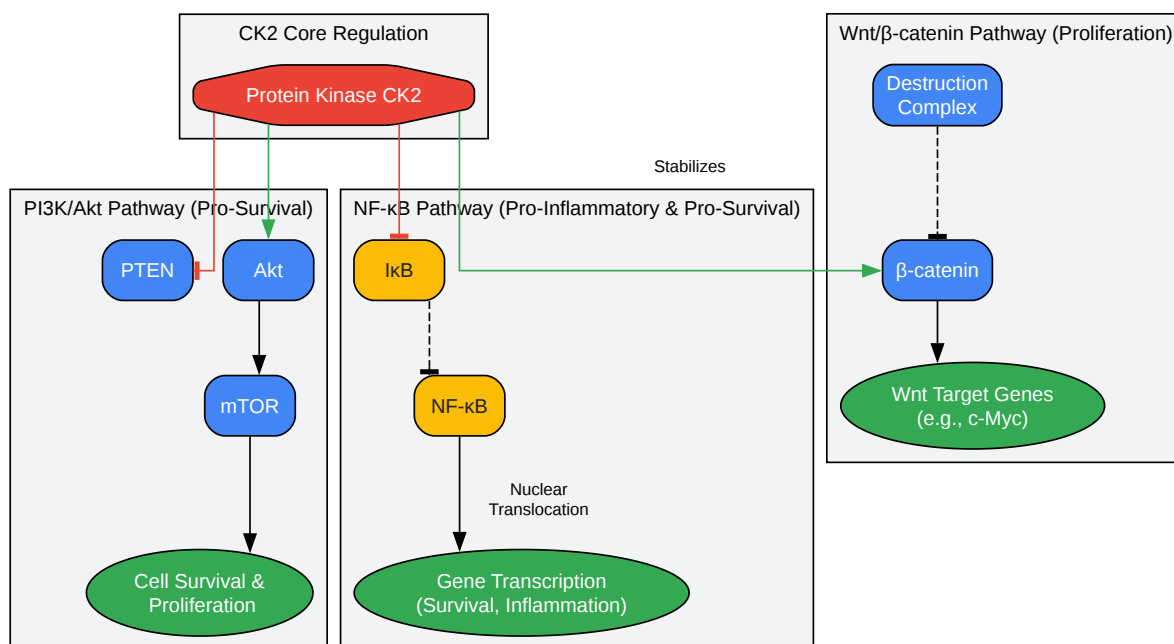 CK2 Core Regulation
Protein Kinase CK2
Wnt/β-catenin Pathway (Proliferation)
Destruction
Complex
Stabilizes
PI3K/Akt Pathway (Pro-Survival)
PTEN
Akt
mTOR
Cell Survival &
Proliferation
NF-κB Pathway (Pro-Inflammatory & Pro-Survival)
IκB
NF-κB
Nuclear
Translocation
Gene Transcription
(Survival, Inflammation)
β-catenin
Wnt Target Genes
(e.g., c-Myc)